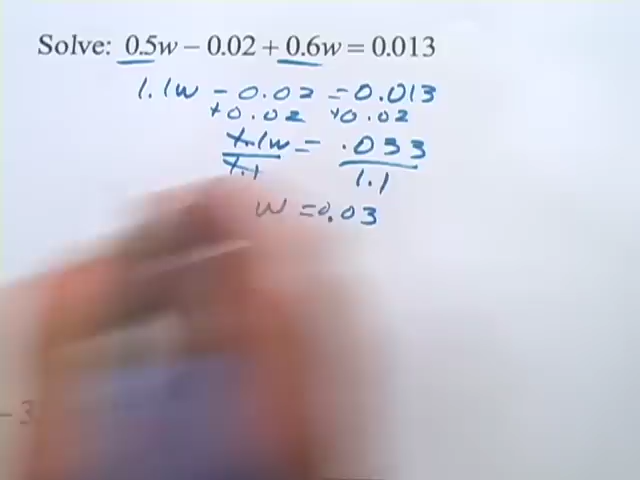 Solve: 0.5w − 0.02 + 0.6w = 0.013
1.1w - 0.02 = 0.013
+0.02 +0.02
1.1w = .033
1.1 1.1
w = 0.03
- 3